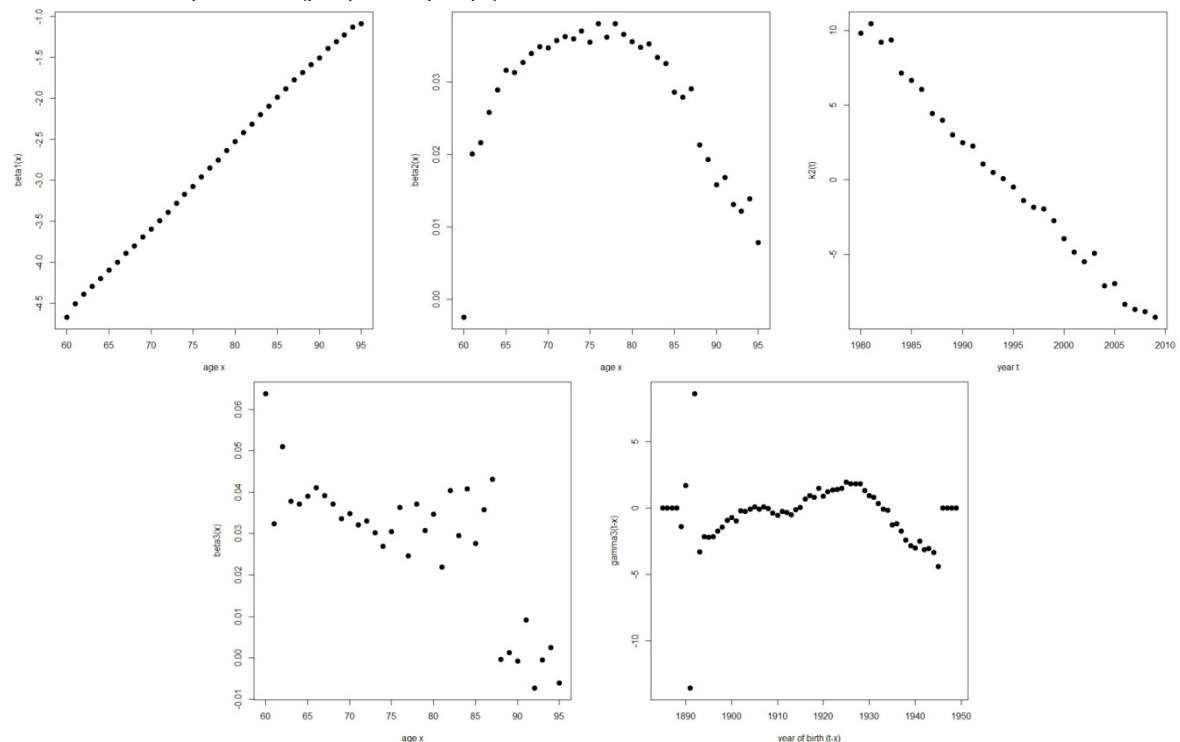 -1.0
-1.5
-2.0
-2.5
-3.0
-3.5
-4.0
-4.5
beta1(x)
60 65 70 75 80 85 90 95
age x
0.03
0.02
0.01
0.00
beta2(x)
60 65 70 75 80 85 90 95
age x
10
5
0
-5
k2(t)
1980 1985 1990 1995 2000 2005 2010
year t
0.06
0.05
0.04
0.03
0.02
0.01
0.00
-0.01
beta3(x)
60 65 70 75 80 85 90 95
age x
5
0
-5
-10
gamma3(t-x)
1890 1900 1910 1920 1930 1940 1950
year of birth (t-x)